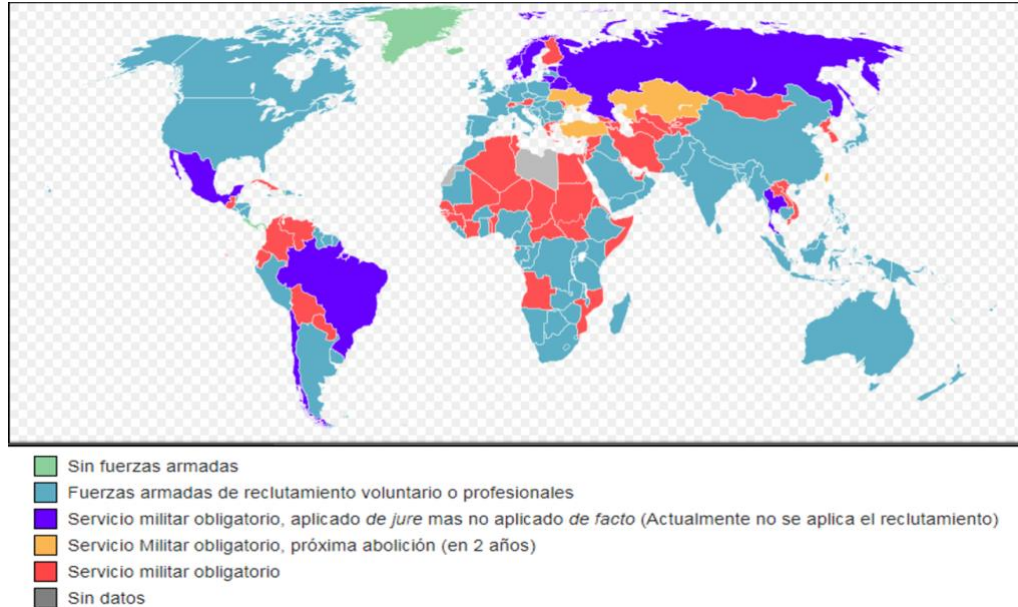 Sin fuerzas armadas
Fuerzas armadas de reclutamiento voluntario o profesionales
Servicio militar obligatorio, aplicado de jure mas no aplicado de facto (Actualmente no se aplica el reclutamiento)
Servicio Militar obligatorio, próxima abolición (en 2 años)
Servicio militar obligatorio
Sin datos